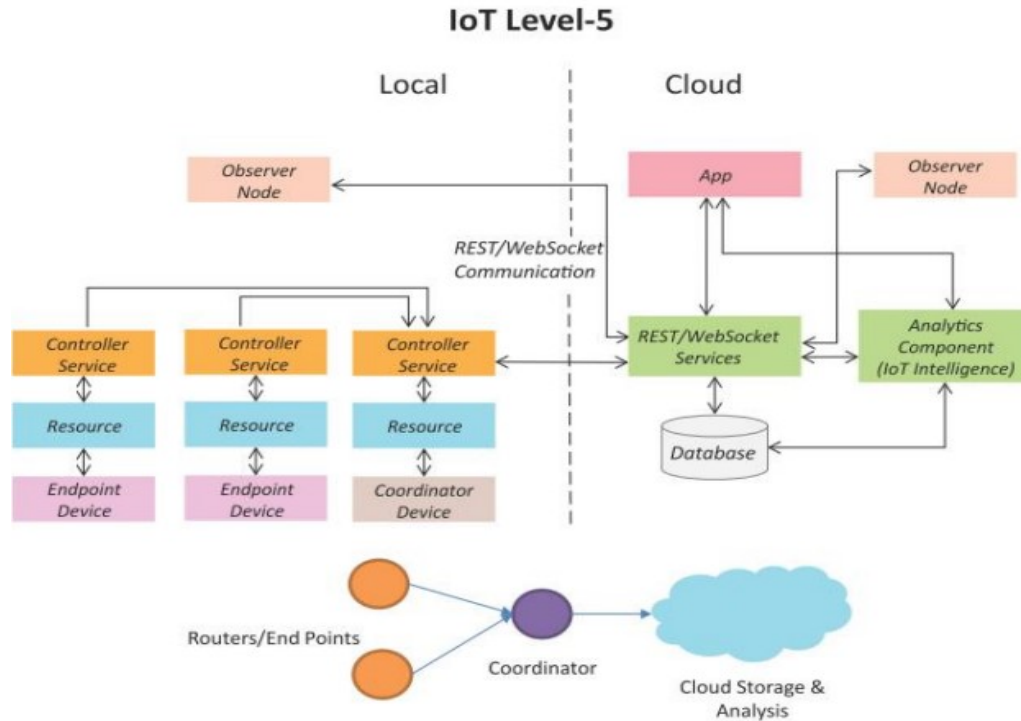 IoT Level-5
Local
Cloud
Observer
Node
App
Observer
Node
REST/WebSocket
Communication
Controller
Service
Controller
Service
Controller
Service
REST/WebSocket
Services
Analytics
Component
(IoT Intelligence)
Resource
Resource
Resource
Database
Endpoint
Device
Endpoint
Device
Coordinator
Device
Routers/End Points
Coordinator
Cloud Storage &
Analysis